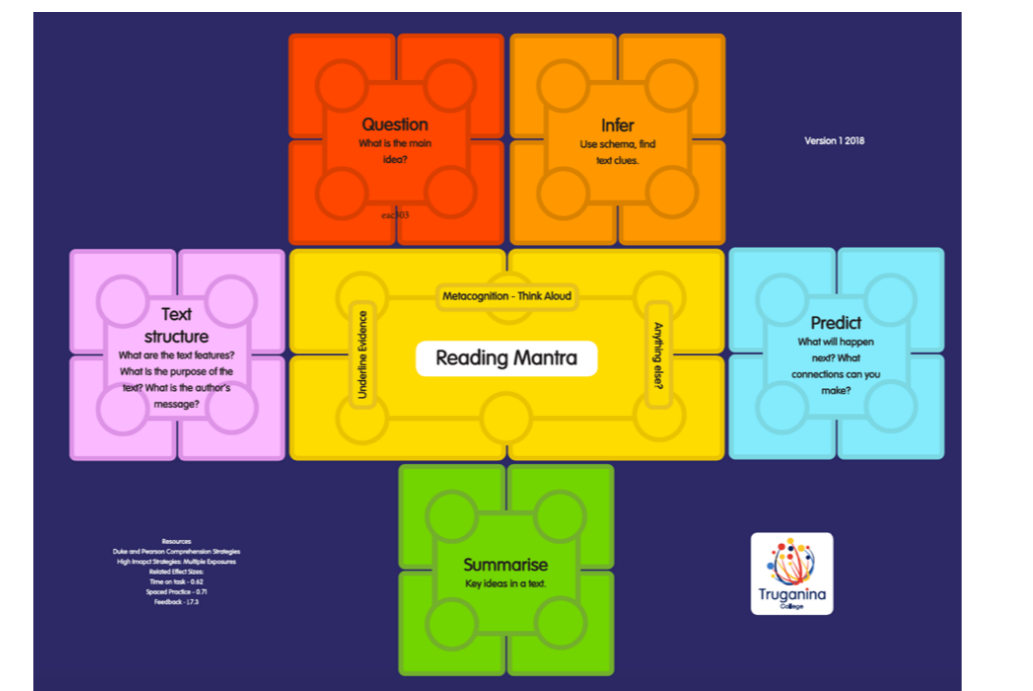 Question
What is the main
idea?
Infer
Use schema, find
text clues.
Version 1 2018
Text
structure
What are the text features?
What is the purpose of the
text? What is the author's
message?
Metacognition - Think Aloud
Underline Evidence
Reading Mantra
Anything else?
Predict
What will happen
next? What
connections can you
make?
Summarise
Key ideas in a text.
Resources
Duke and Pearson Comprehension Strategies
High Imapct Strategies: Multiple Exposures
Related Effect Sizes:
Time on task - 0.62
Spaced Practice - 0.71
Feedback -
Truganina
College